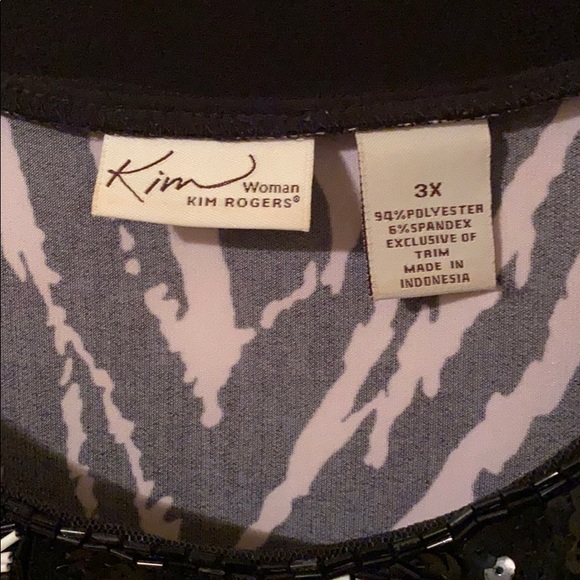 Kim Woman
KIM ROGERS®
3X
94%POLYESTER
6%SPANDEX
EXCLUSIVE OF
TRIM
MADE IN
INDONESIA